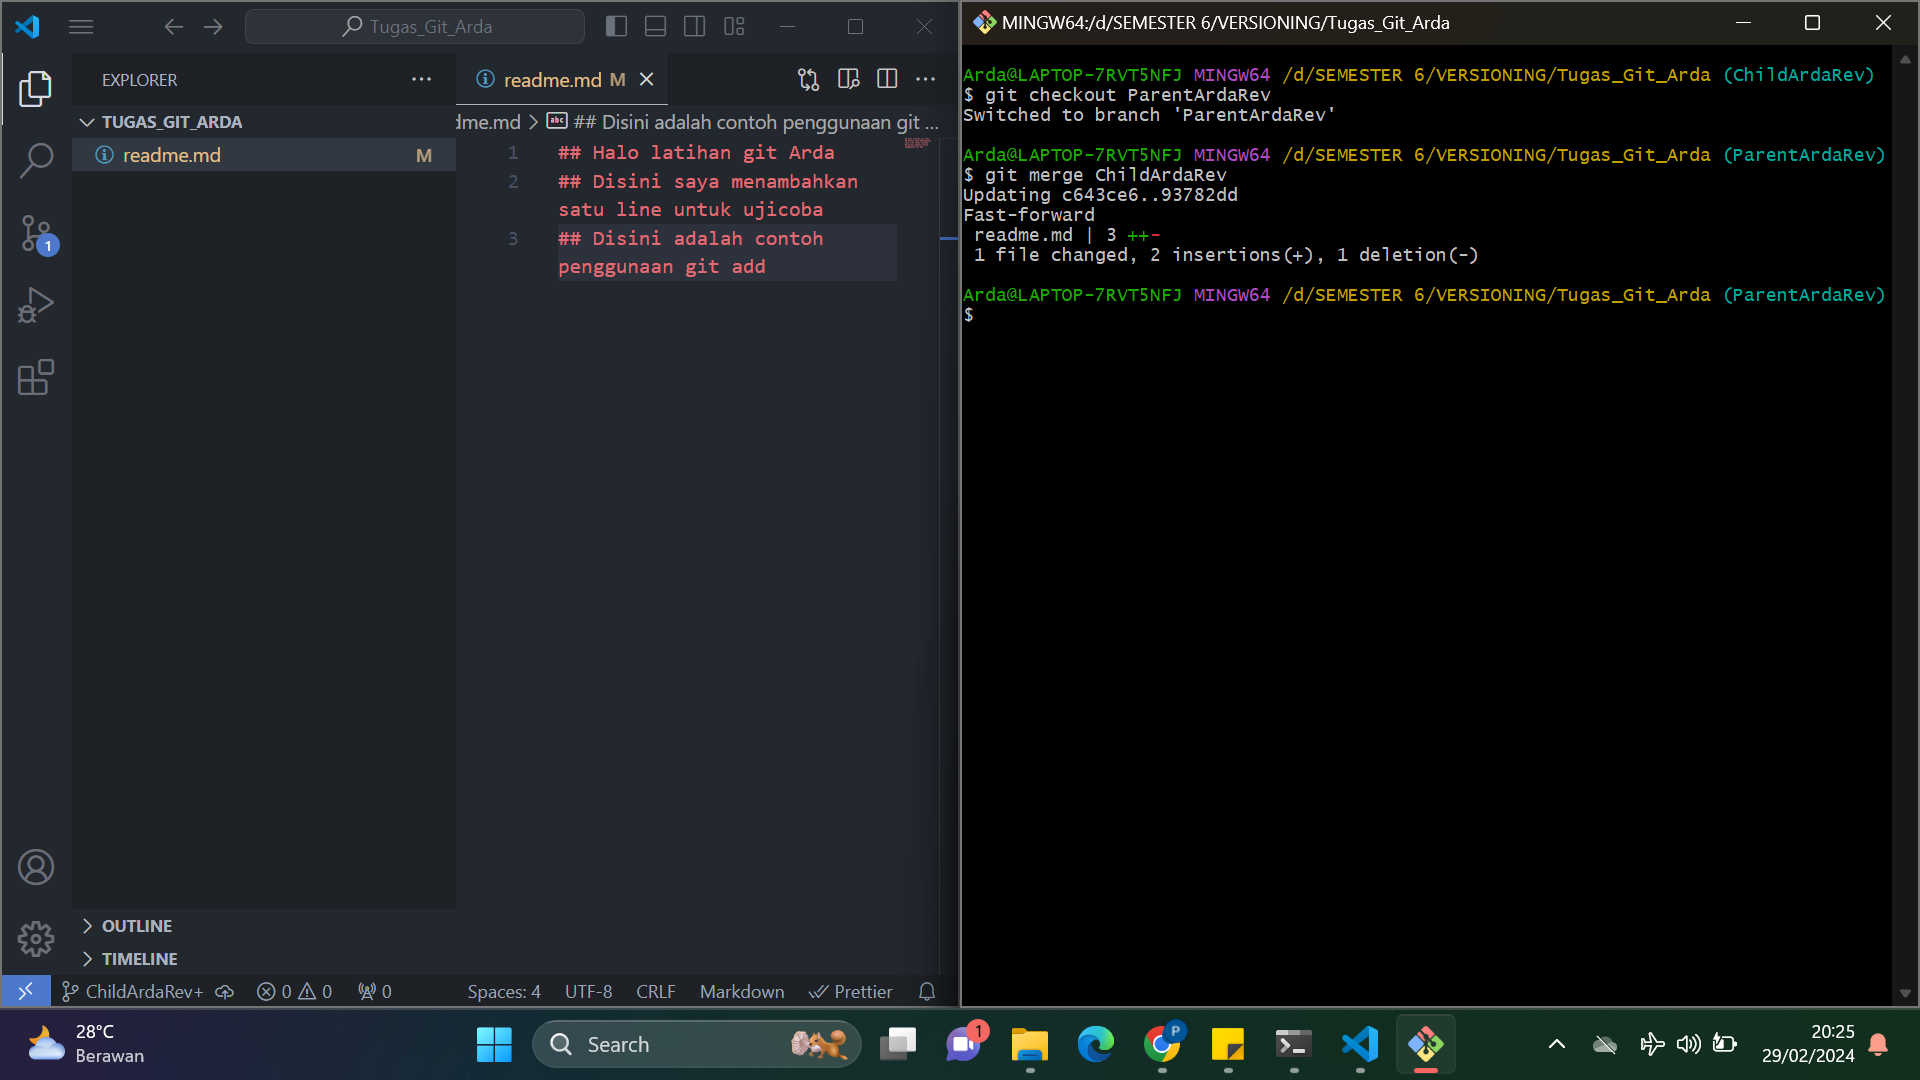 Tugas_Git_Arda
EXPLORER
TUGAS_GIT_ARDA
readme.md M
OUTLINE
TIMELINE
readme.md M
dme.md > ## Disini adalah contoh penggunaan git ...
1 ## Halo latihan git Arda
2 ## Disini saya menambahkan
satu line untuk ujicoba
3 ## Disini adalah contoh
penggunaan git add
1
ChildArdaRev+ 0 0 0 Spaces: 4 UTF-8 CRLF Markdown Prettier
MINGW64:/d/SEMESTER 6/VERSIONING/Tugas_Git_Arda
Arda@LAPTOP-7RVT5NFJ MINGW64 /d/SEMESTER 6/VERSIONING/Tugas_Git_Arda (ChildArdaRev)
$ git checkout ParentArdaRev
Switched to branch 'ParentArdaRev'
Arda@LAPTOP-7RVT5NFJ MINGW64 /d/SEMESTER 6/VERSIONING/Tugas_Git_Arda (ParentArdaRev)
$ git merge ChildArdaRev
Updating c643ce6..93782dd
Fast-forward
readme.md | 3 ++-
1 file changed, 2 insertions(+), 1 deletion(-)
Arda@LAPTOP-7RVT5NFJ MINGW64 /d/SEMESTER 6/VERSIONING/Tugas_Git_Arda (ParentArdaRev)
$
28°C
Berawan
Search
1
P
20:25
29/02/2024